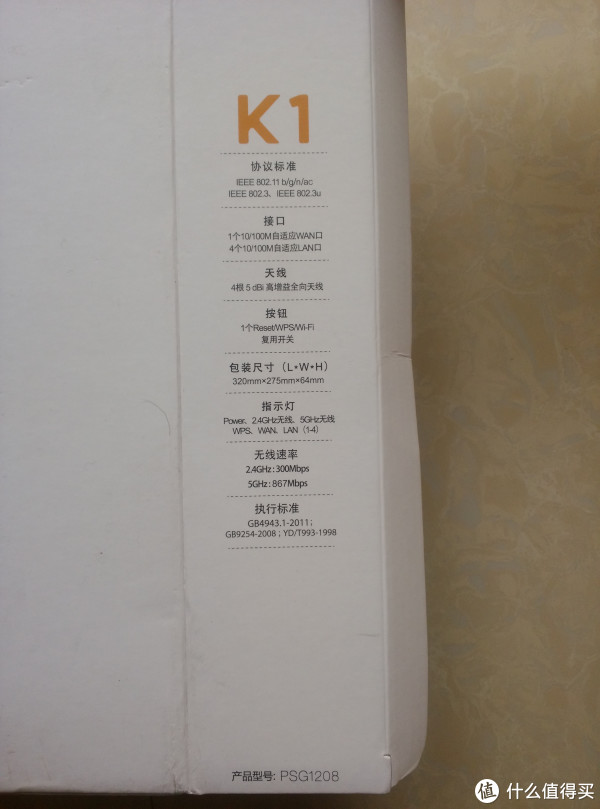 K1
协议标准
IEEE 802.11 b/g/n/ac
IEEE 802.3、IEEE 802.3u
接口
1个10/100M自适应WAN口
4个10/100M自适应LAN口
天线
4根 5 dBi 高增益全向天线
按钮
1个Reset/WPS/Wi-Fi
复用开关
包装尺寸（L*W*H）
320mm×275mm×64mm
指示灯
Power、2.4GHz无线、5GHz无线
WPS、WAN、LAN（1-4）
无线速率
2.4GHz:300Mbps
5GHz:867Mbps
执行标准
GB4943.1-2011；
GB9254-2008；YD/T993-1998
产品型号: PSG1208
值 什么值得买